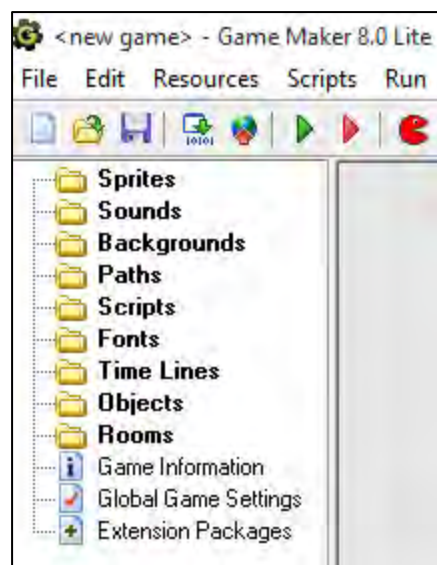 <new game> - Game Maker 8.0 Lite
File Edit Resources Scripts Run
Sprites
Sounds
Backgrounds
Paths
Scripts
Fonts
Time Lines
Objects
Rooms
Game Information
Global Game Settings
Extension Packages